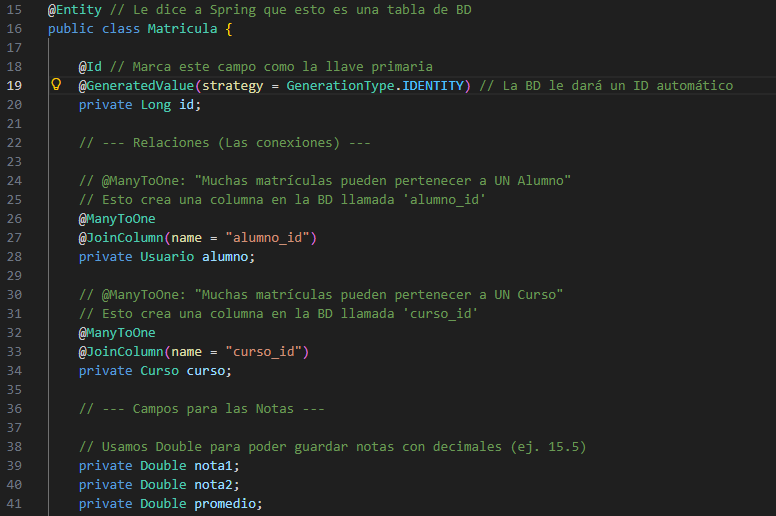 15 @Entity // Le dice a Spring que esto es una tabla de BD
16 public class Matricula {
17
18 @Id // Marca este campo como la llave primaria
19 @GeneratedValue(strategy = GenerationType.IDENTITY) // La BD le dará un ID automático
20 private Long id;
21
22 // --- Relaciones (Las conexiones) ---
23
24 // @ManyToOne: "Muchas matrículas pueden pertenecer a UN Alumno"
25 // Esto crea una columna en la BD llamada 'alumno_id'
26 @ManyToOne
27 @JoinColumn(name = "alumno_id")
28 private Usuario alumno;
29
30 // @ManyToOne: "Muchas matrículas pueden pertenecer a UN Curso"
31 // Esto crea una columna en la BD llamada 'curso_id'
32 @ManyToOne
33 @JoinColumn(name = "curso_id")
34 private Curso curso;
35
36 // --- Campos para las Notas ---
37
38 // Usamos Double para poder guardar notas con decimales (ej. 15.5)
39 private Double nota1;
40 private Double nota2;
41 private Double promedio;